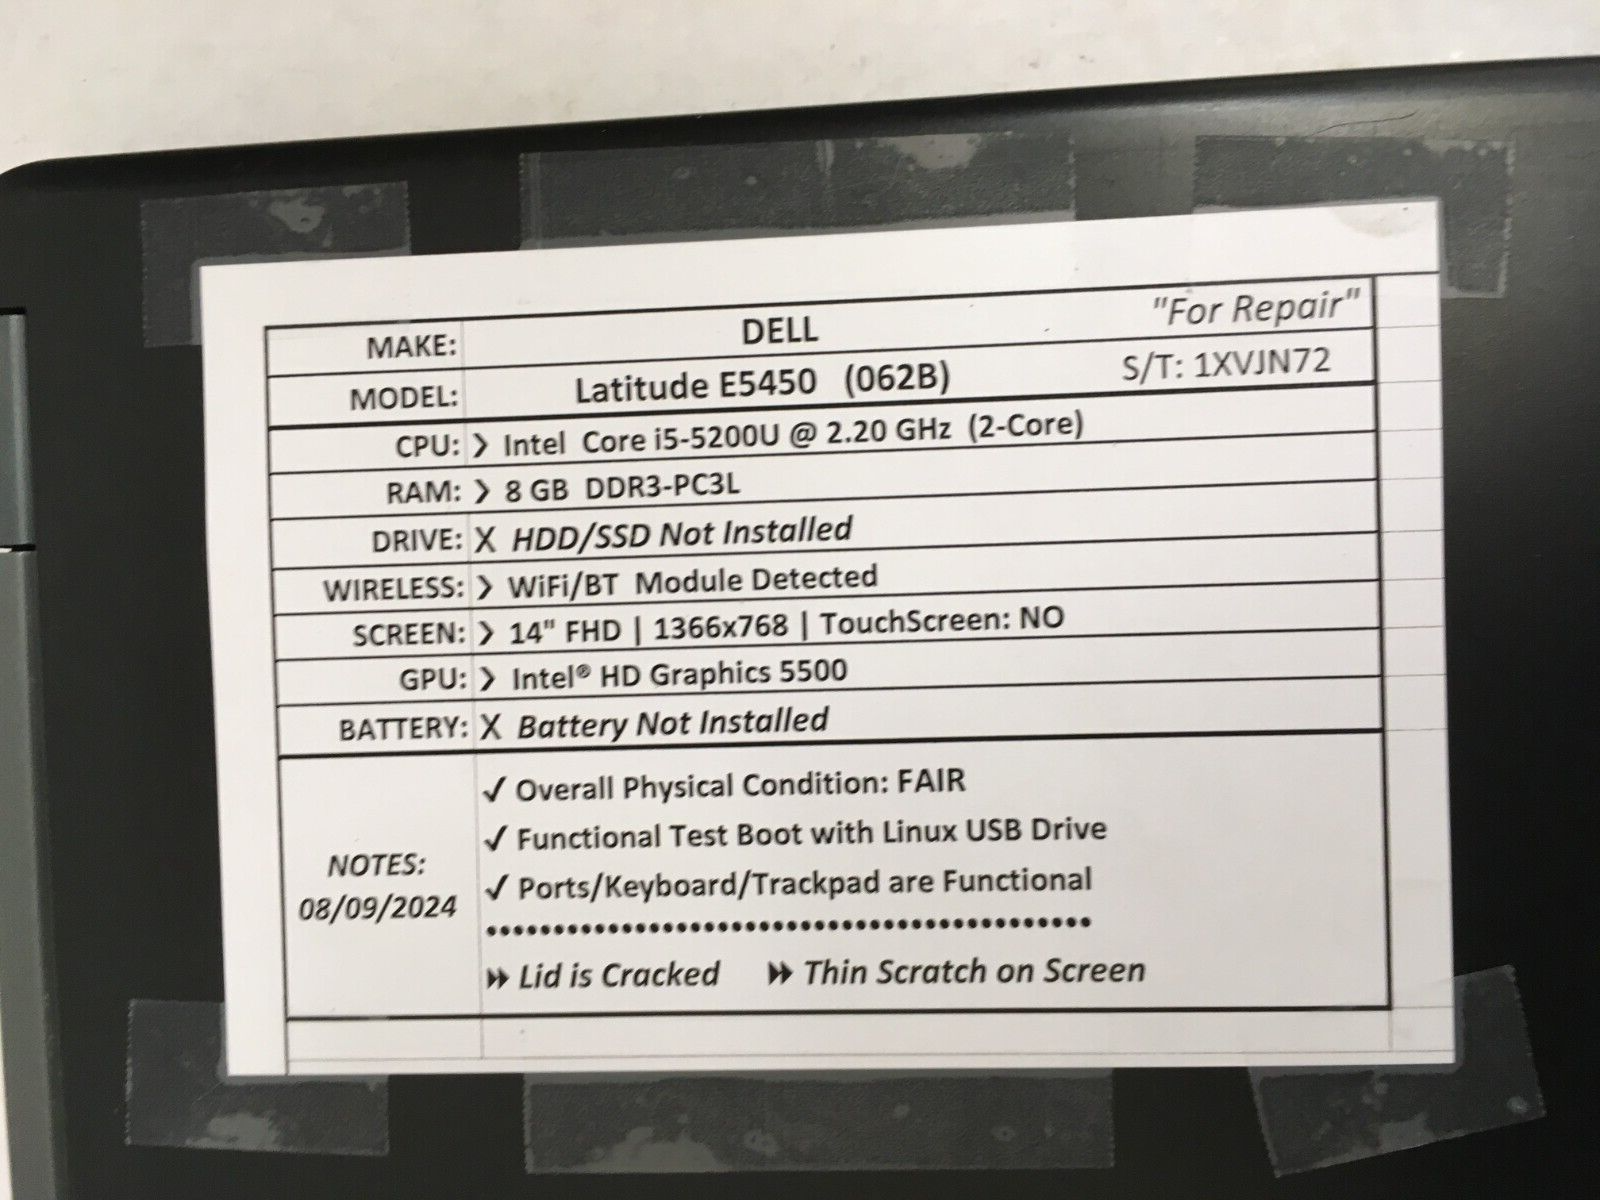 MAKE: DELL "For Repair"
MODEL: Latitude E5450 (062B) S/T: 1XVJN72
CPU: ❯ Intel Core i5-5200U @ 2.20 GHz (2-Core)
RAM: ❯ 8 GB DDR3-PC3L
DRIVE: X HDD/SSD Not Installed
WIRELESS: ❯ WiFi/BT Module Detected
SCREEN: ❯ 14" FHD | 1366x768 | TouchScreen: NO
GPU: ❯ Intel® HD Graphics 5500
BATTERY: X Battery Not Installed
NOTES:
08/09/2024
✓ Overall Physical Condition: FAIR
✓ Functional Test Boot with Linux USB Drive
✓ Ports/Keyboard/Trackpad are Functional
Lid is Cracked Thin Scratch on Screen